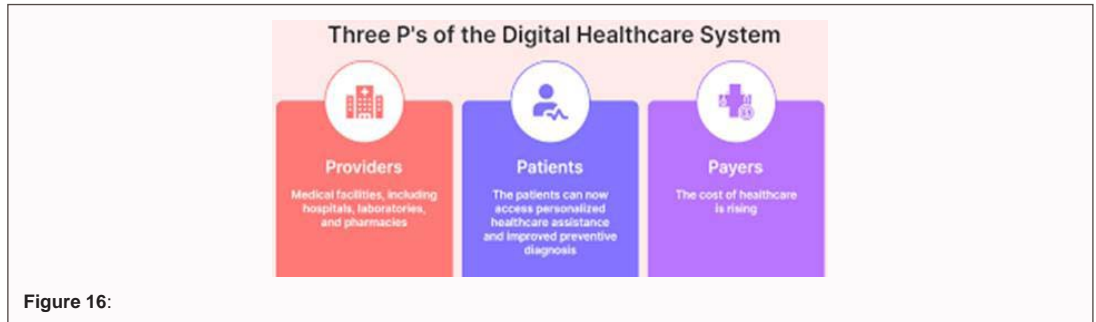 Three P's of the Digital Healthcare System
Providers
Medical facilities, including
hospitals, laboratories,
and pharmacies
Patients
The patients can now
access personalized
healthcare assistance
and improved preventive
diagnosis
Payers
The cost of healthcare
is rising
Figure 16: